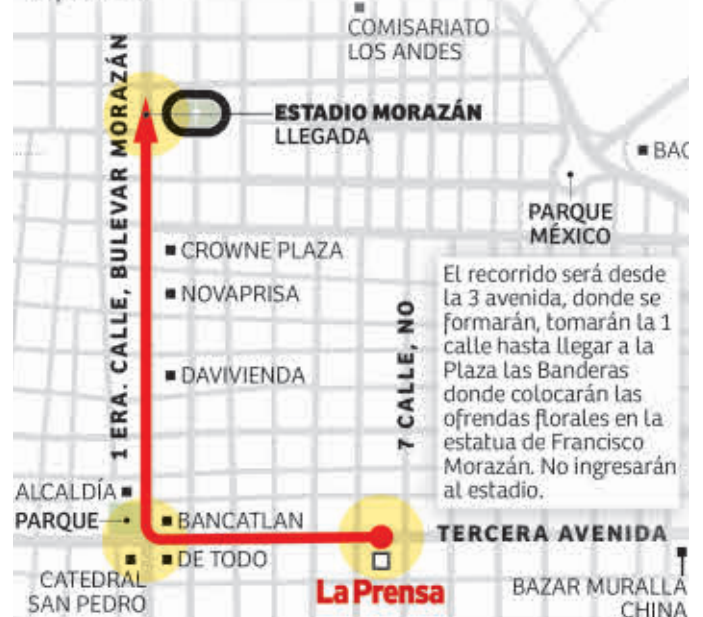 COMISARIATO
LOS ANDES
1 ERA. CALLE, BULEVAR MORAZÁN
ESTADIO MORAZÁN
LLEGADA
BAC
PARQUE
MÉXICO
CROWNE PLAZA
NOVAPRISA
DAVIVIENDA
7 CALLE, NO
El recorrido será desde
la 3 avenida, donde se
formarán, tomarán la 1
calle hasta llegar a la
Plaza las Banderas
donde colocarán las
ofrendas florales en la
estatua de Francisco
Morazán. No ingresarán
al estadio.
ALCALDÍA
PARQUE
BANCATLAN
TERCERA AVENIDA
DE TODO
CATEDRAL
SAN PEDRO
La Prensa
BAZAR MURALLA
CHINA